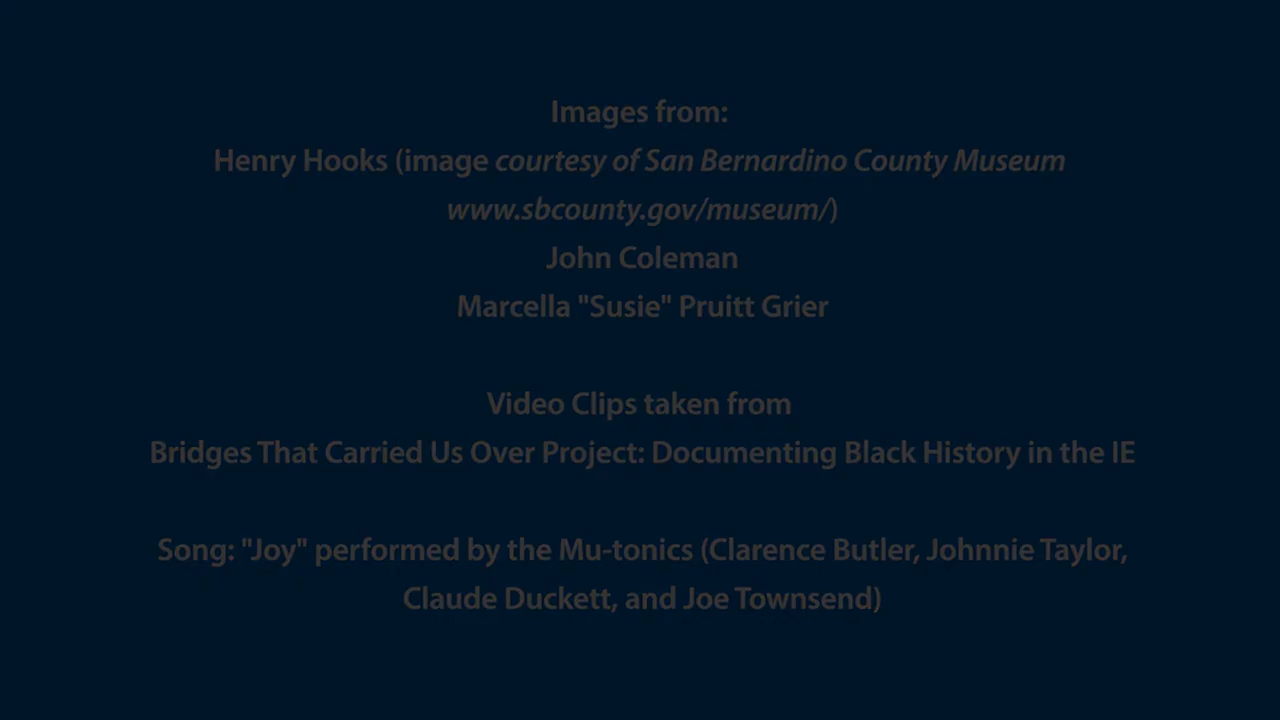 Images from:
Henry Hooks (image courtesy of San Bernardino County Museum
www.sbcounty.gov/museum/)
John Coleman
Marcella "Susie" Pruitt Grier
Video Clips taken from
Bridges That Carried Us Over Project: Documenting Black History in the IE
Song: "Joy" performed by the Mu-tonics (Clarence Butler, Johnnie Taylor,
Claude Duckett, and Joe Townsend)